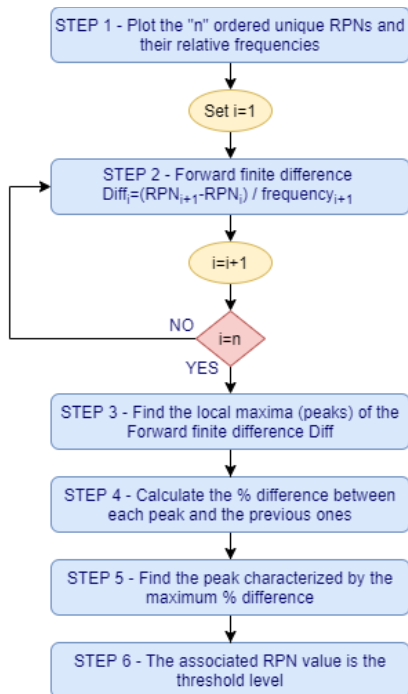 STEP 1 - Plot the "n" ordered unique RPNs and
their relative frequencies
Set i=1
STEP 2 - Forward finite difference
Diffᵢ=(RPNᵢ₊₁-RPNᵢ) / frequencyᵢ₊₁
i=i+1
NO
i=n
YES
STEP 3 - Find the local maxima (peaks) of the
Forward finite difference Diff
STEP 4 - Calculate the % difference between
each peak and the previous ones
STEP 5 - Find the peak characterized by the
maximum % difference
STEP 6 - The associated RPN value is the
threshold level